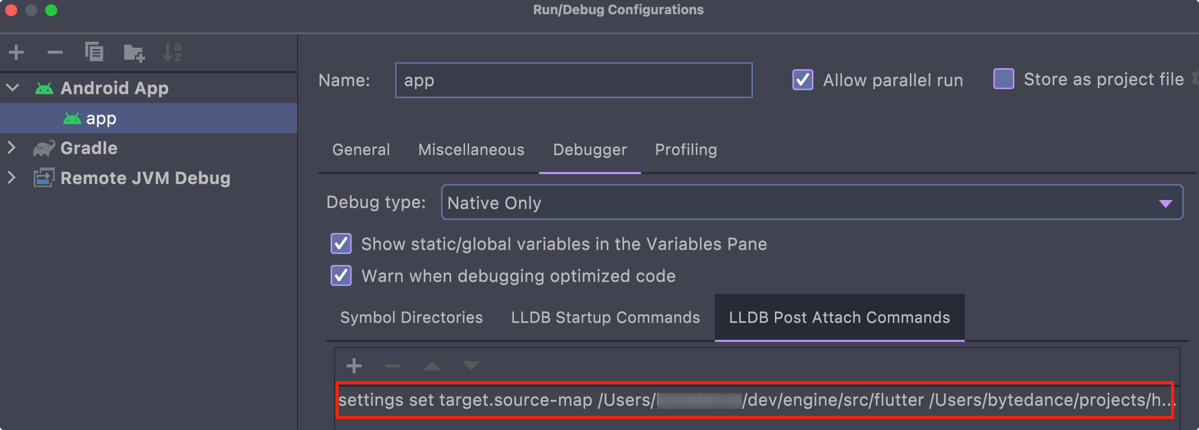 Run/Debug Configurations
Name: app Allow parallel run Store as project file
Android App
app
Gradle
Remote JVM Debug
General Miscellaneous Debugger Profiling
Debug type: Native Only
Show static/global variables in the Variables Pane
Warn when debugging optimized code
Symbol Directories LLDB Startup Commands LLDB Post Attach Commands
settings set target.source-map /Users/ /dev/engine/src/flutter /Users/bytedance/projects/h...